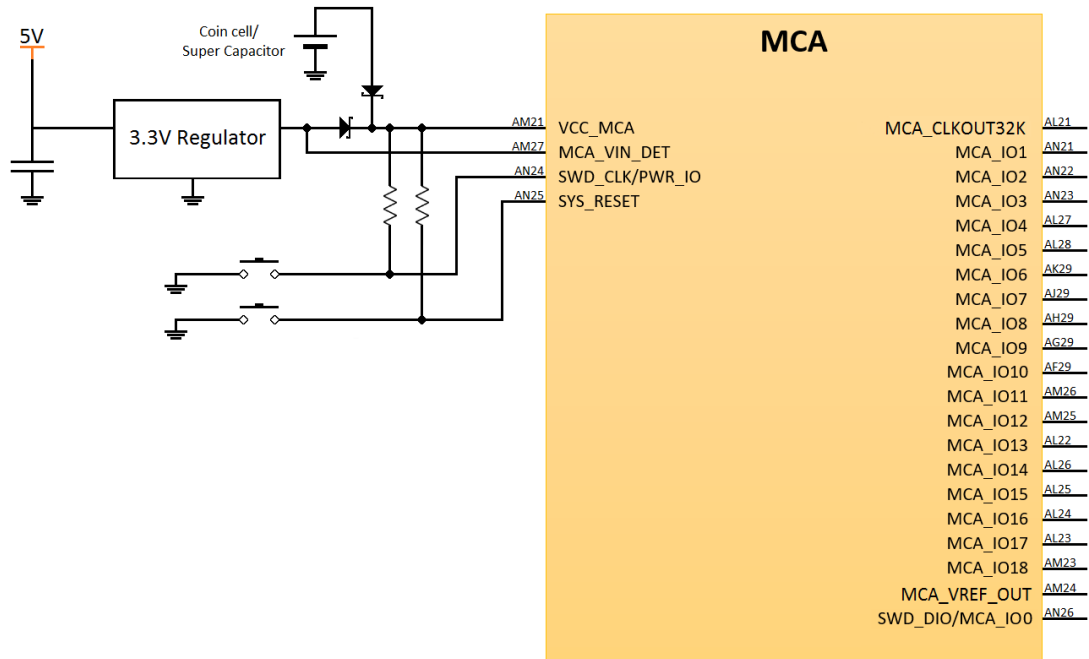 5V
Coin cell/
Super Capacitor
3.3V Regulator
MCA
AM21 VCC_MCA
AM27 MCA_VIN_DET
AN24 SWD_CLK/PWR_IO
AN25 SYS_RESET
MCA_CLKOUT32K AL21
MCA_IO1 AN21
MCA_IO2 AN22
MCA_IO3 AN23
MCA_IO4 AL27
MCA_IO5 AL28
MCA_IO6 AK29
MCA_IO7 AJ29
MCA_IO8 AH29
MCA_IO9 AG29
MCA_IO10 AF29
MCA_IO11 AM26
MCA_IO12 AM25
MCA_IO13 AL22
MCA_IO14 AL26
MCA_IO15 AL25
MCA_IO16 AL24
MCA_IO17 AL23
MCA_IO18 AM23
MCA_VREF_OUT AM24
SWD_DIO/MCA_IO0 AN26